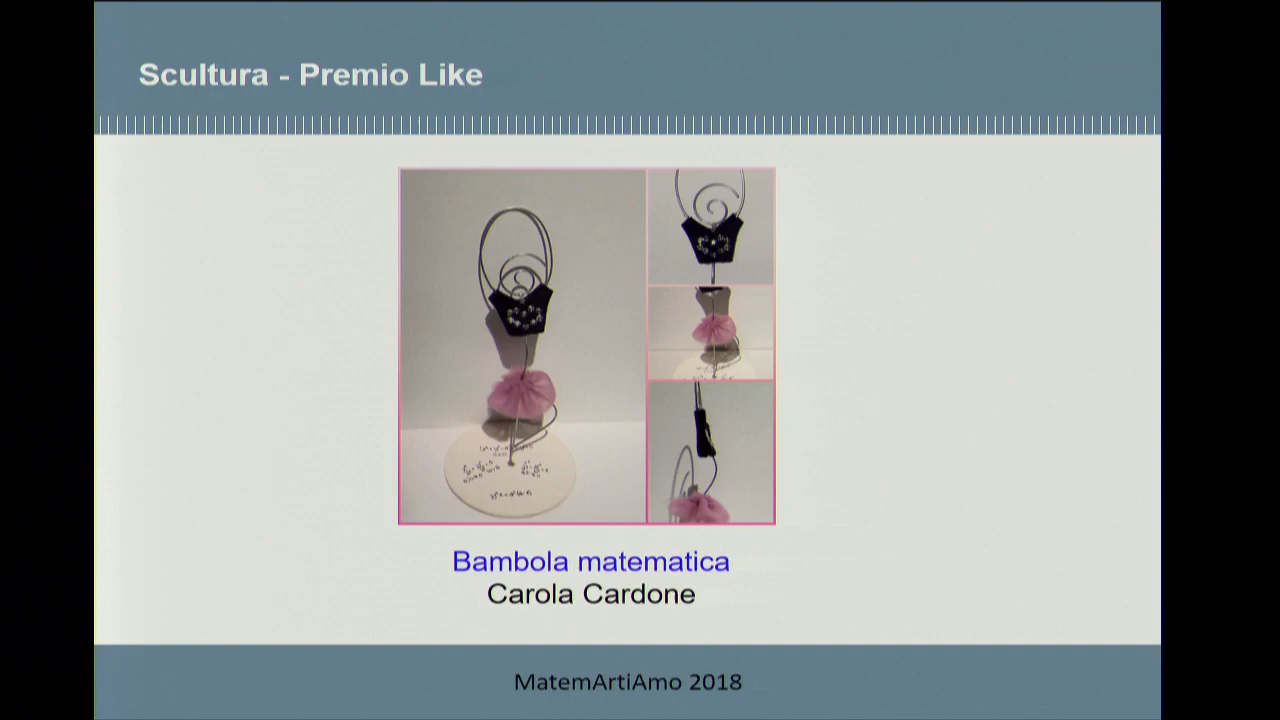 Scultura - Premio Like
Bambola matematica
Carola Cardone
MatemArtiAmo 2018